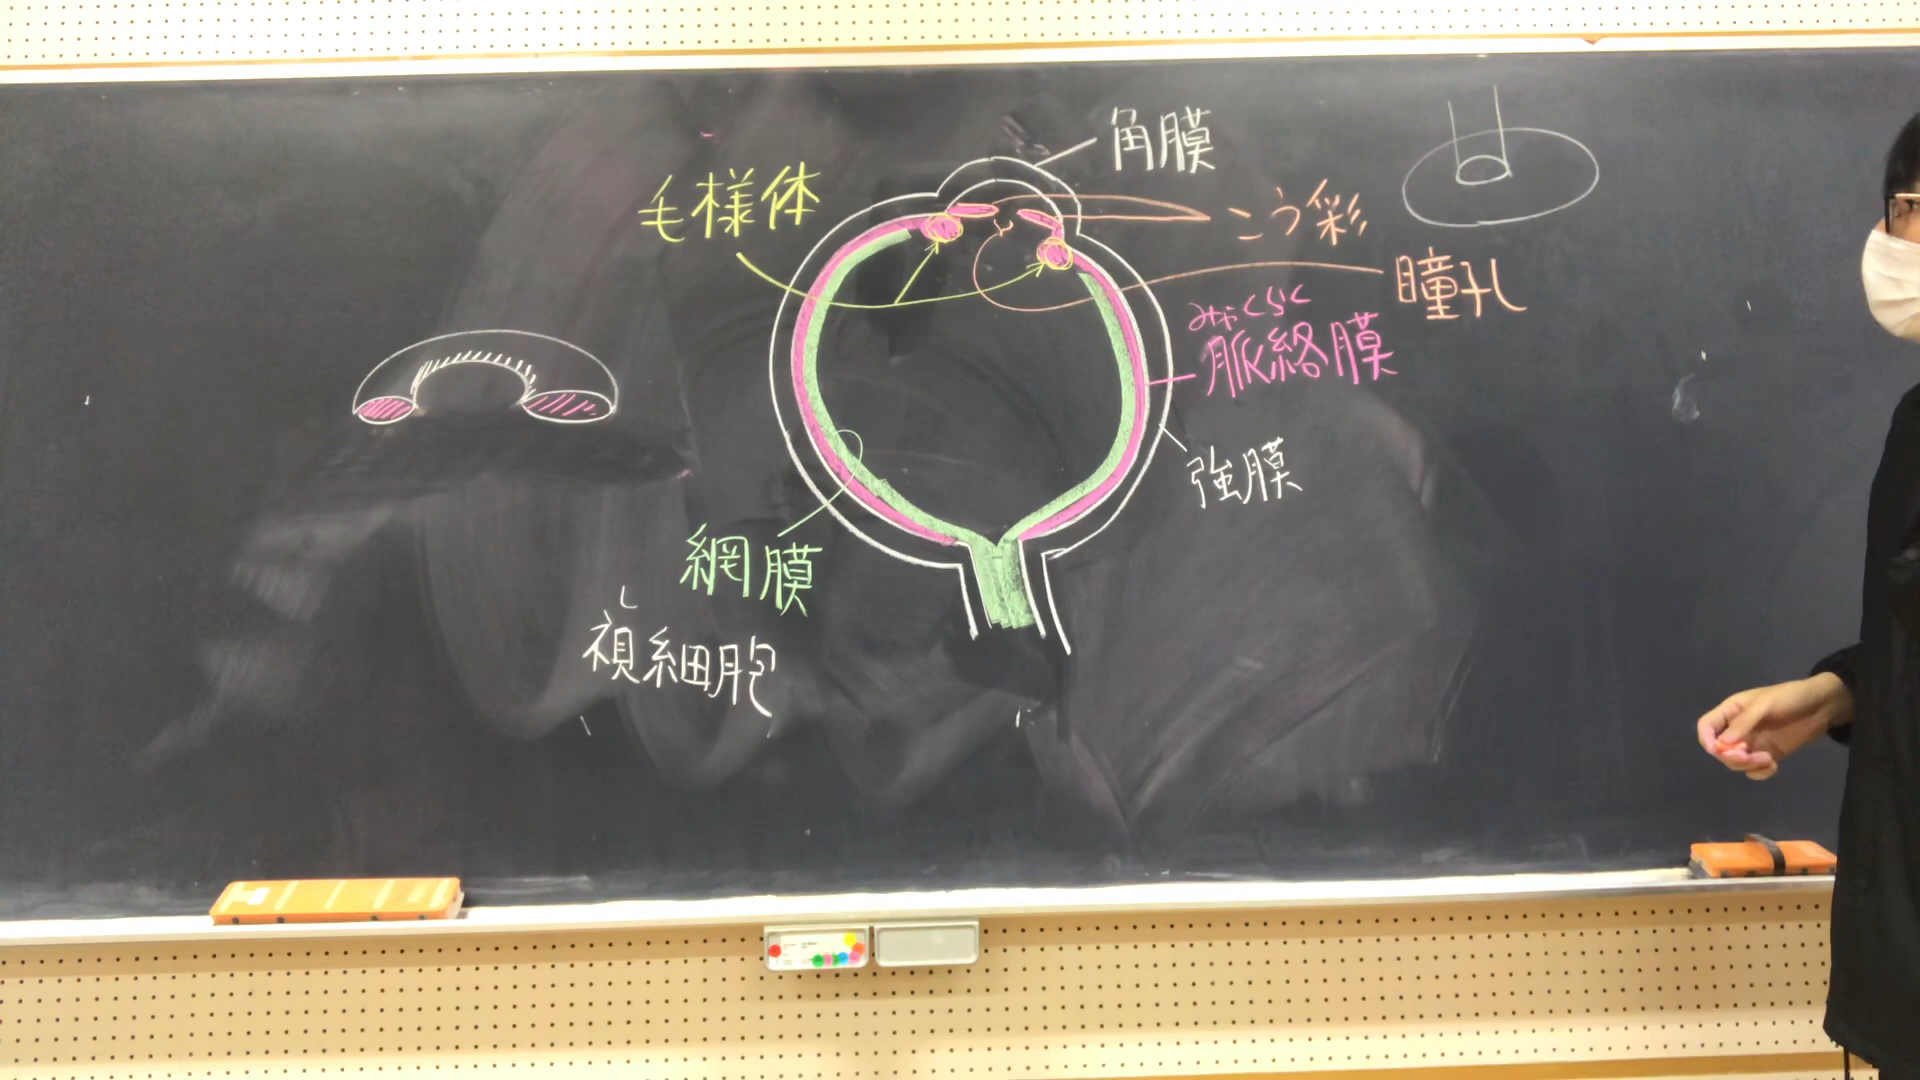 角膜
毛様体
こう彩
瞳孔
みゃくらく
脈絡膜
強膜
網膜
視細胞